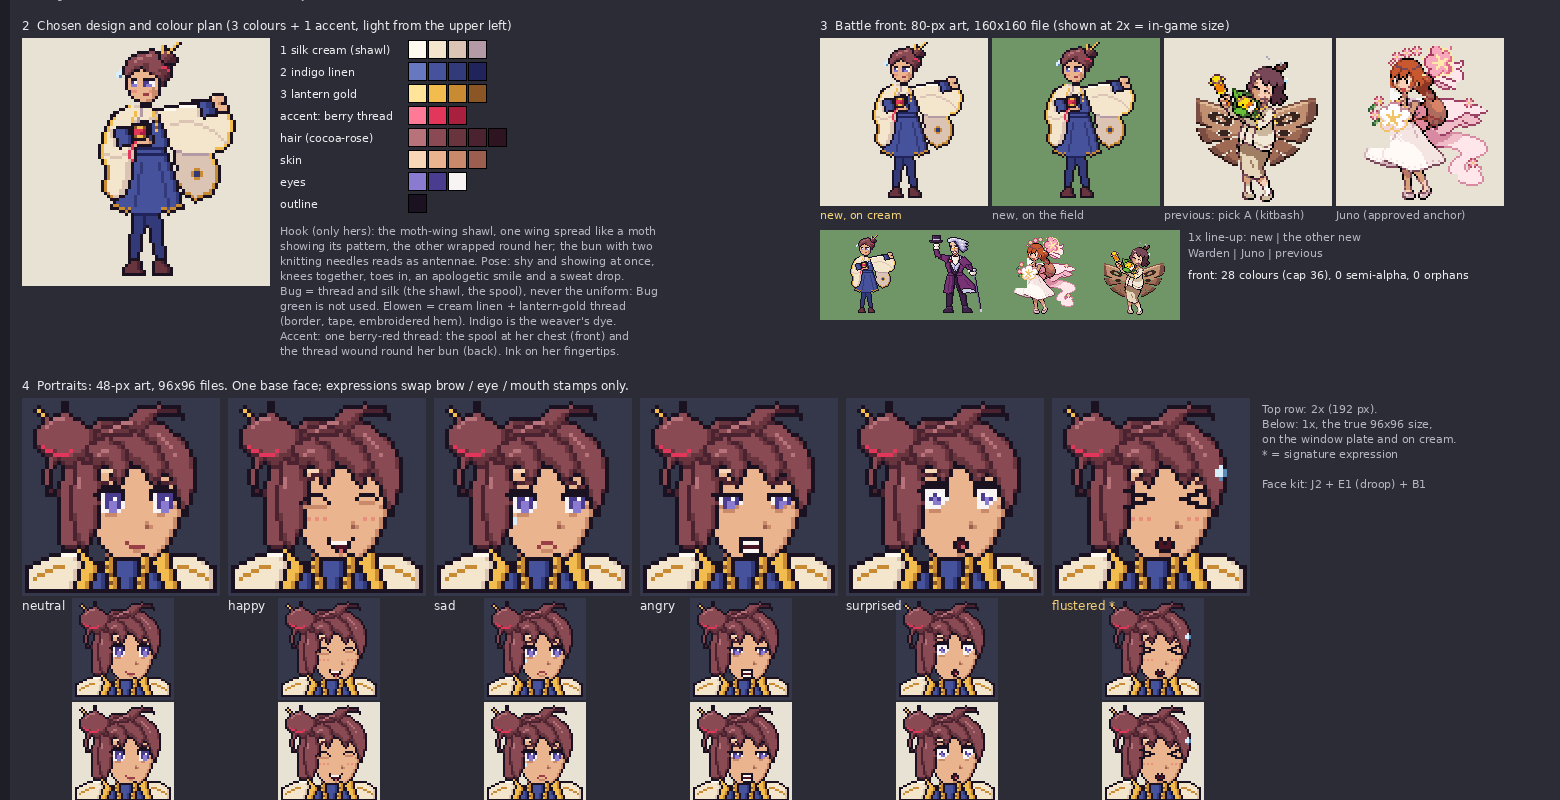 2 Chosen design and colour plan (3 colours + 1 accent, light from the upper left)
1 silk cream (shawl)
2 indigo linen
3 lantern gold
accent: berry thread
hair (cocoa-rose)
skin
eyes
outline
Hook (only hers): the moth-wing shawl, one wing spread like a moth
showing its pattern, the other wrapped round her; the bun with two
knitting needles reads as antennae. Pose: shy and showing at once,
knees together, toes in, an apologetic smile and a sweat drop.
Bug = thread and silk (the shawl, the spool), never the uniform: Bug
green is not used. Elowen = cream linen + lantern-gold thread
(border, tape, embroidered hem). Indigo is the weaver's dye.
Accent: one berry-red thread: the spool at her chest (front) and
the thread wound round her bun (back). Ink on her fingertips.
3 Battle front: 80-px art, 160x160 file (shown at 2x = in-game size)
new, on cream
new, on the field
previous: pick A (kitbash)
Juno (approved anchor)
1x line-up: new | the other new
Warden | Juno | previous
front: 28 colours (cap 36), 0 semi-alpha, 0 orphans
4 Portraits: 48-px art, 96x96 files. One base face; expressions swap brow / eye / mouth stamps only.
Top row: 2x (192 px).
Below: 1x, the true 96x96 size,
on the window plate and on cream.
* = signature expression
Face kit: J2 + E1 (droop) + B1
neutral
happy
sad
angry
surprised
flustered *